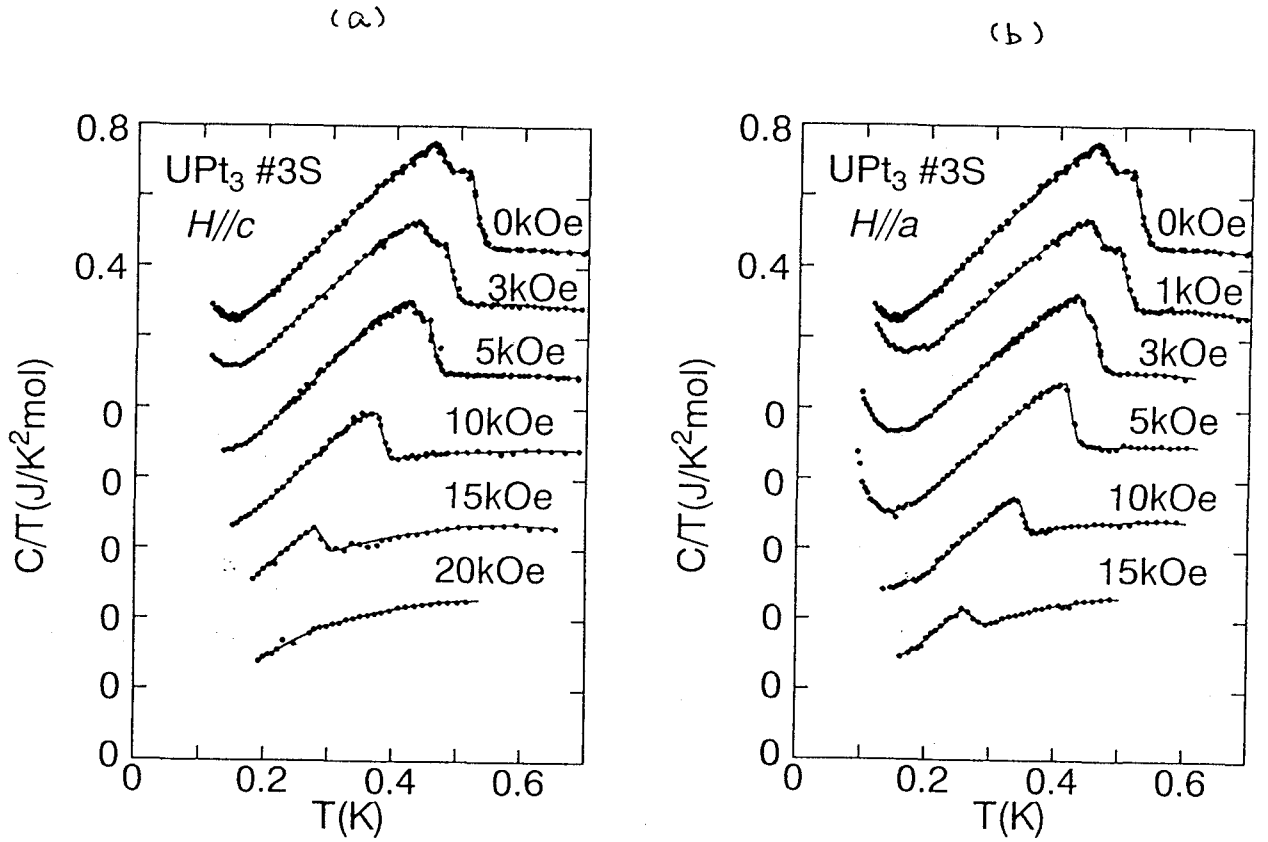 (a)
0.8
UPt₃ #3S
H//c
0kOe
0.4
3kOe
5kOe
0
10kOe
0
15kOe
0
20kOe
0
0
0
0
0.2
0.4
0.6
T(K)
C/T(J/K²mol)
(b)
0.8
UPt₃ #3S
H//a
0kOe
0.4
1kOe
3kOe
0
5kOe
0
10kOe
0
15kOe
0
0
0
0
0.2
0.4
0.6
T(K)
C/T(J/K²mol)